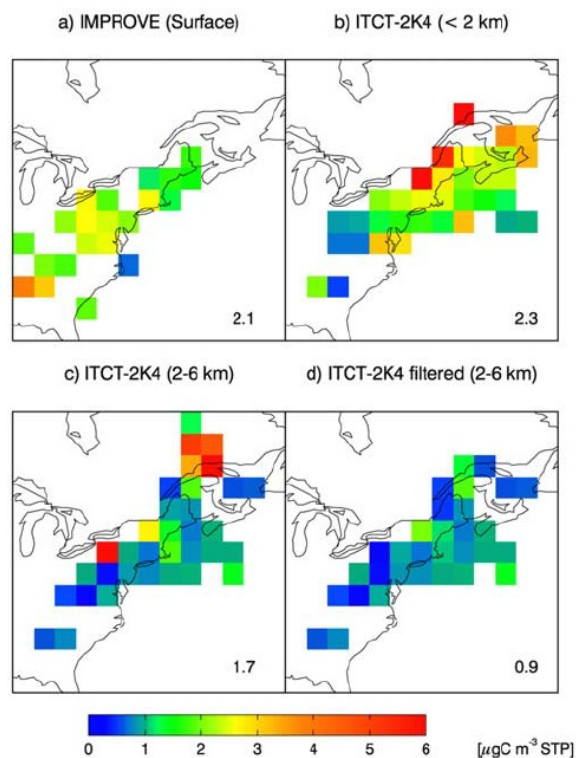 a) IMPROVE (Surface)
b) ITCT-2K4 (< 2 km)
2.1
2.3
c) ITCT-2K4 (2-6 km)
d) ITCT-2K4 filtered (2-6 km)
1.7
0.9
0 1 2 3 4 5 6
[µgC m⁻³ STP]